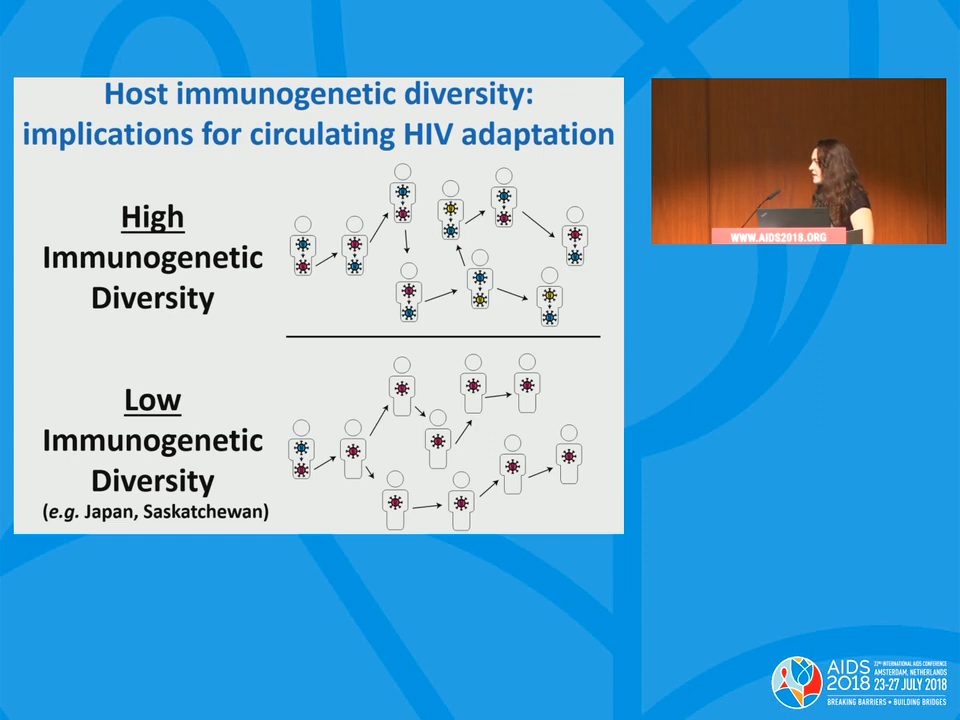 Host immunogenetic diversity:
implications for circulating HIV adaptation
High
Immunogenetic
Diversity
Low
Immunogenetic
Diversity
(e.g. Japan, Saskatchewan)
WWW.AIDS2018.ORG
AIDS
2018
22ND INTERNATIONAL AIDS CONFERENCE
AMSTERDAM, NETHERLANDS
23-27 JULY 2018
BREAKING BARRIERS • BUILDING BRIDGES